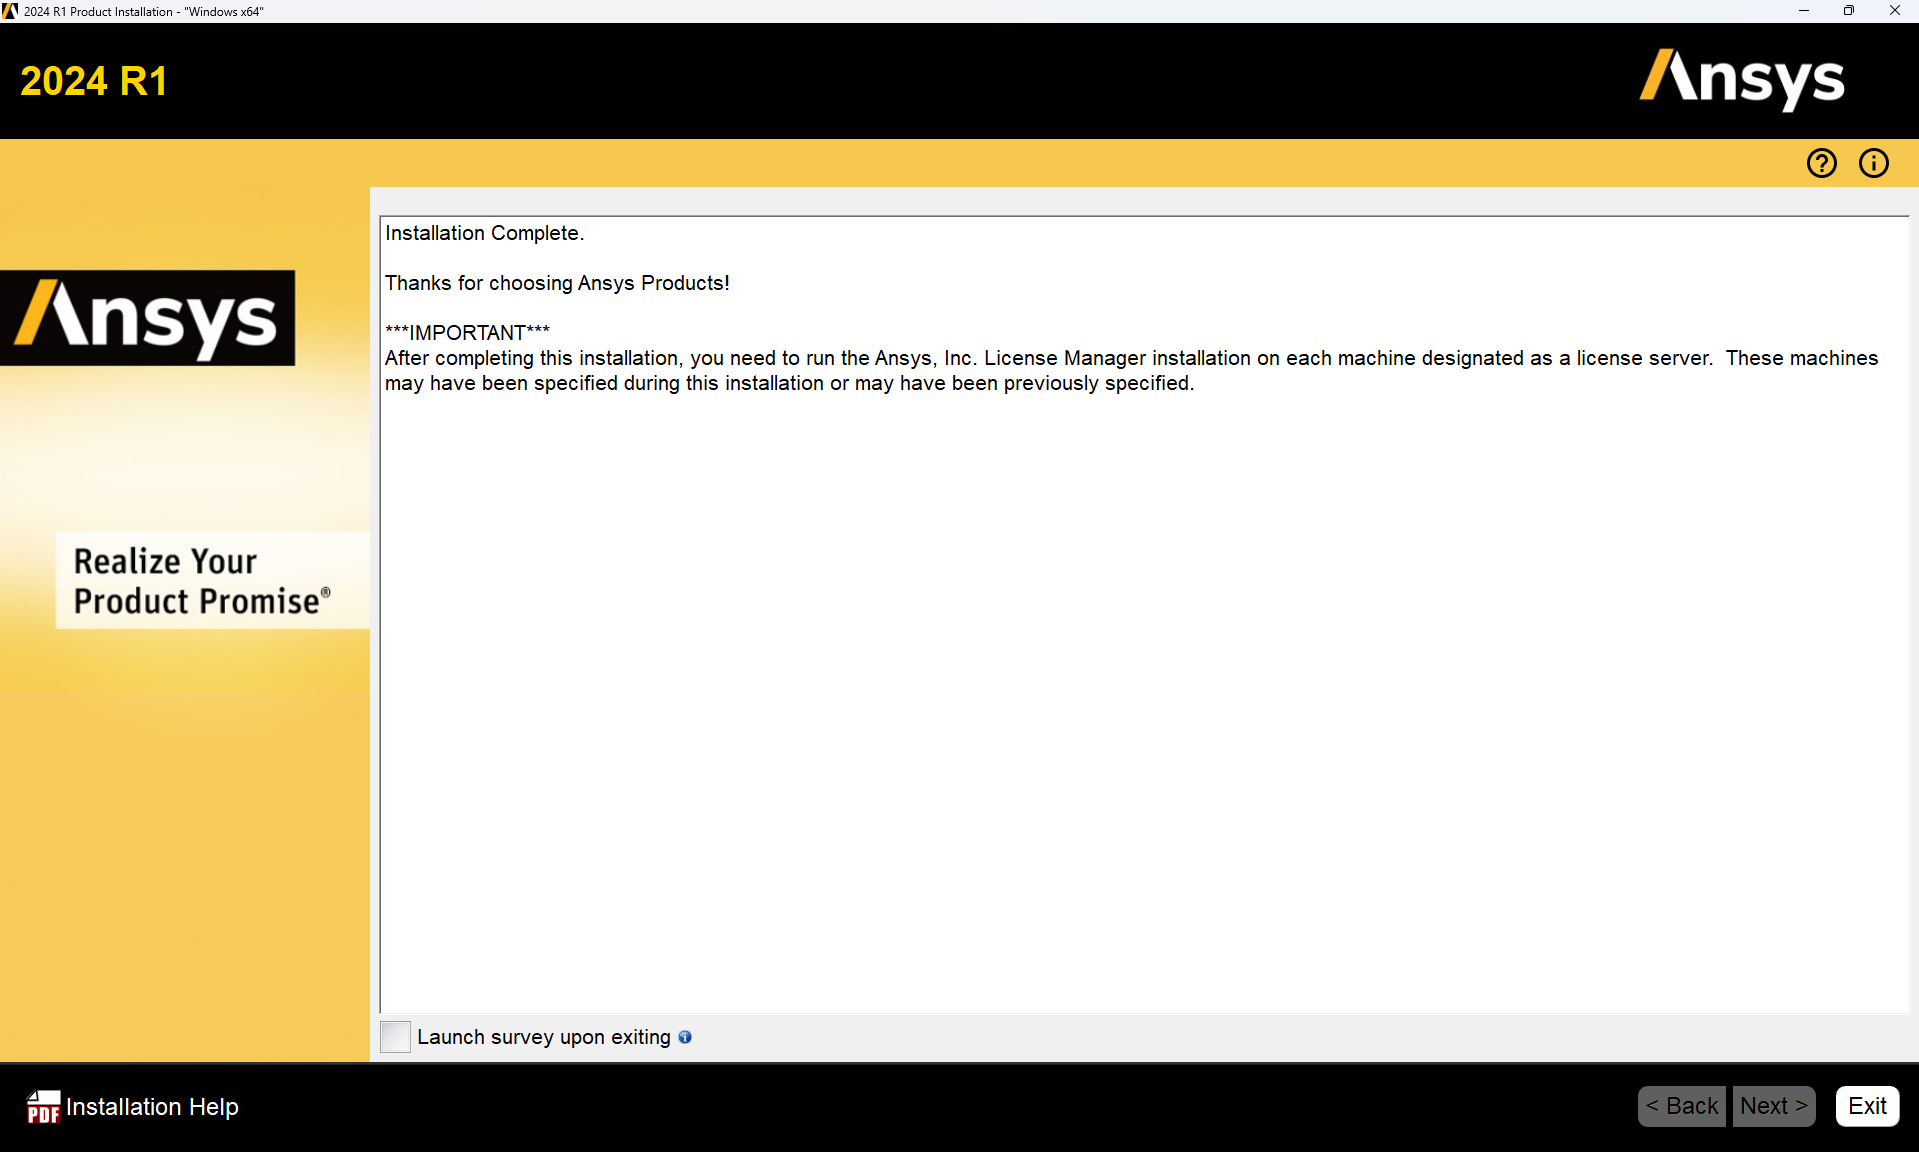 2024 R1 Product Installation - "Windows x64"
2024 R1
Ansys
Ansys
Realize Your
Product Promise®
Installation Complete.
Thanks for choosing Ansys Products!
***IMPORTANT***
After completing this installation, you need to run the Ansys, Inc. License Manager installation on each machine designated as a license server.  These machines
may have been specified during this installation or may have been previously specified.
Launch survey upon exiting
PDF Installation Help
< Back Next > Exit